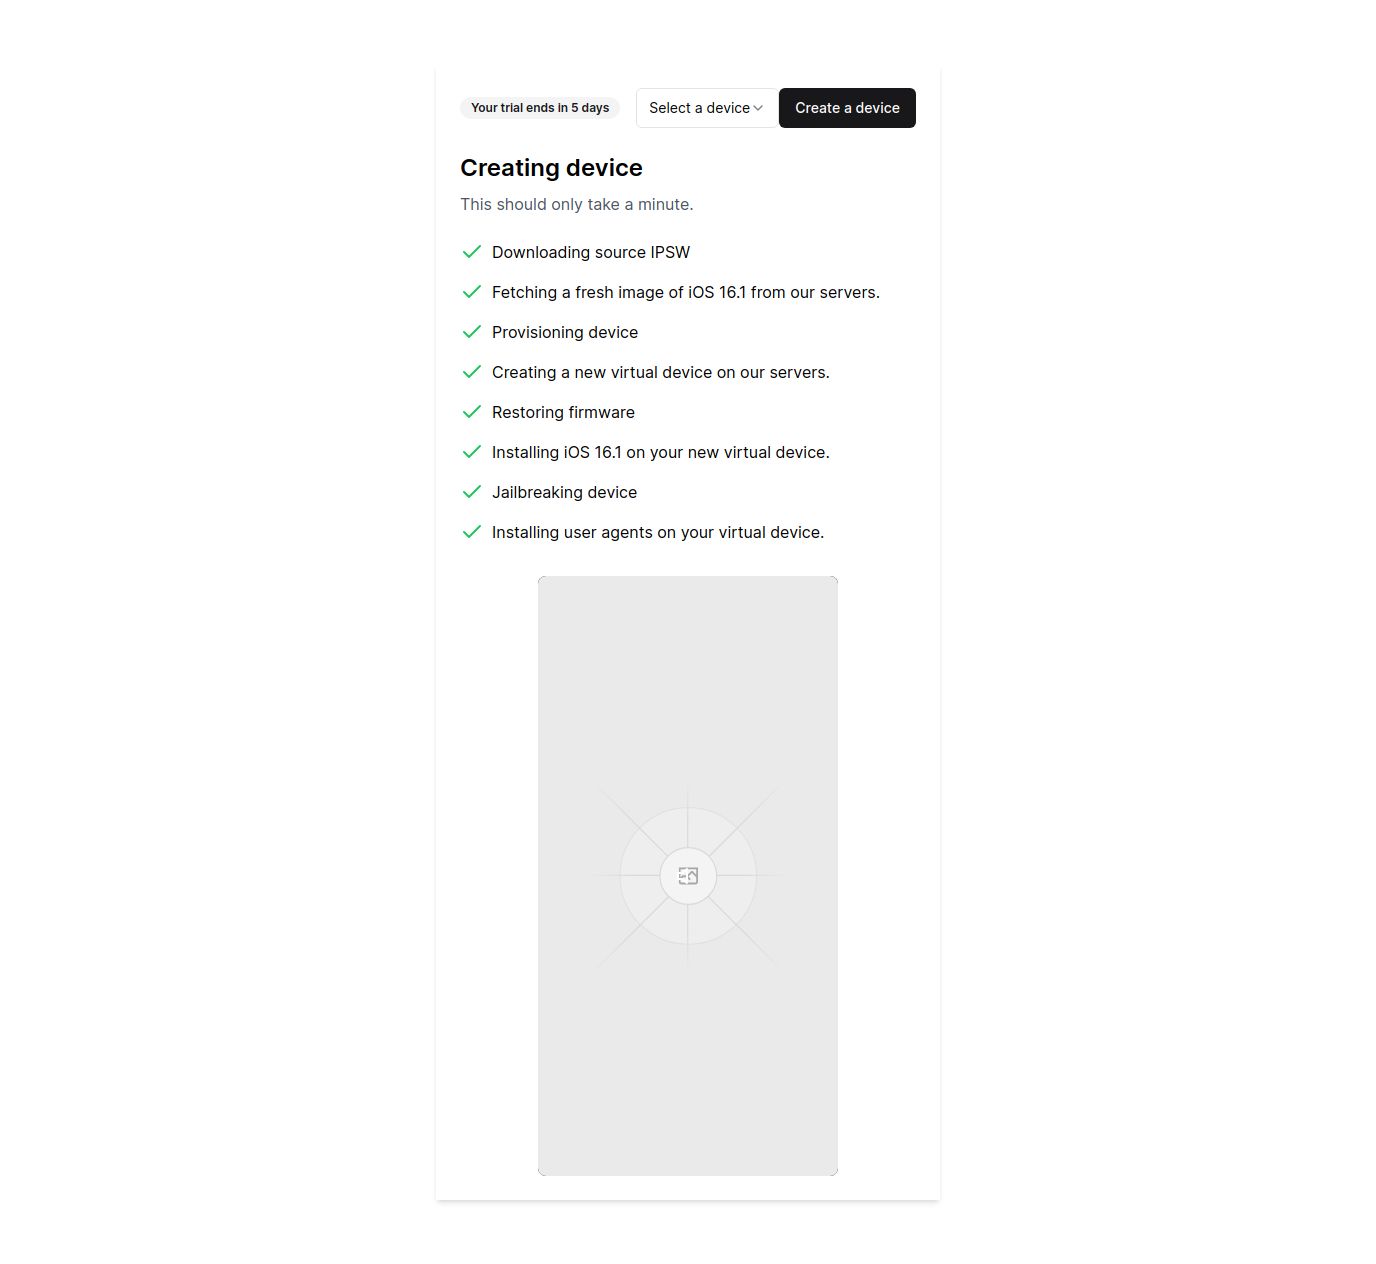 Your trial ends in 5 days
Select a device
Create a device
Creating device
This should only take a minute.
Downloading source IPSW
Fetching a fresh image of iOS 16.1 from our servers.
Provisioning device
Creating a new virtual device on our servers.
Restoring firmware
Installing iOS 16.1 on your new virtual device.
Jailbreaking device
Installing user agents on your virtual device.